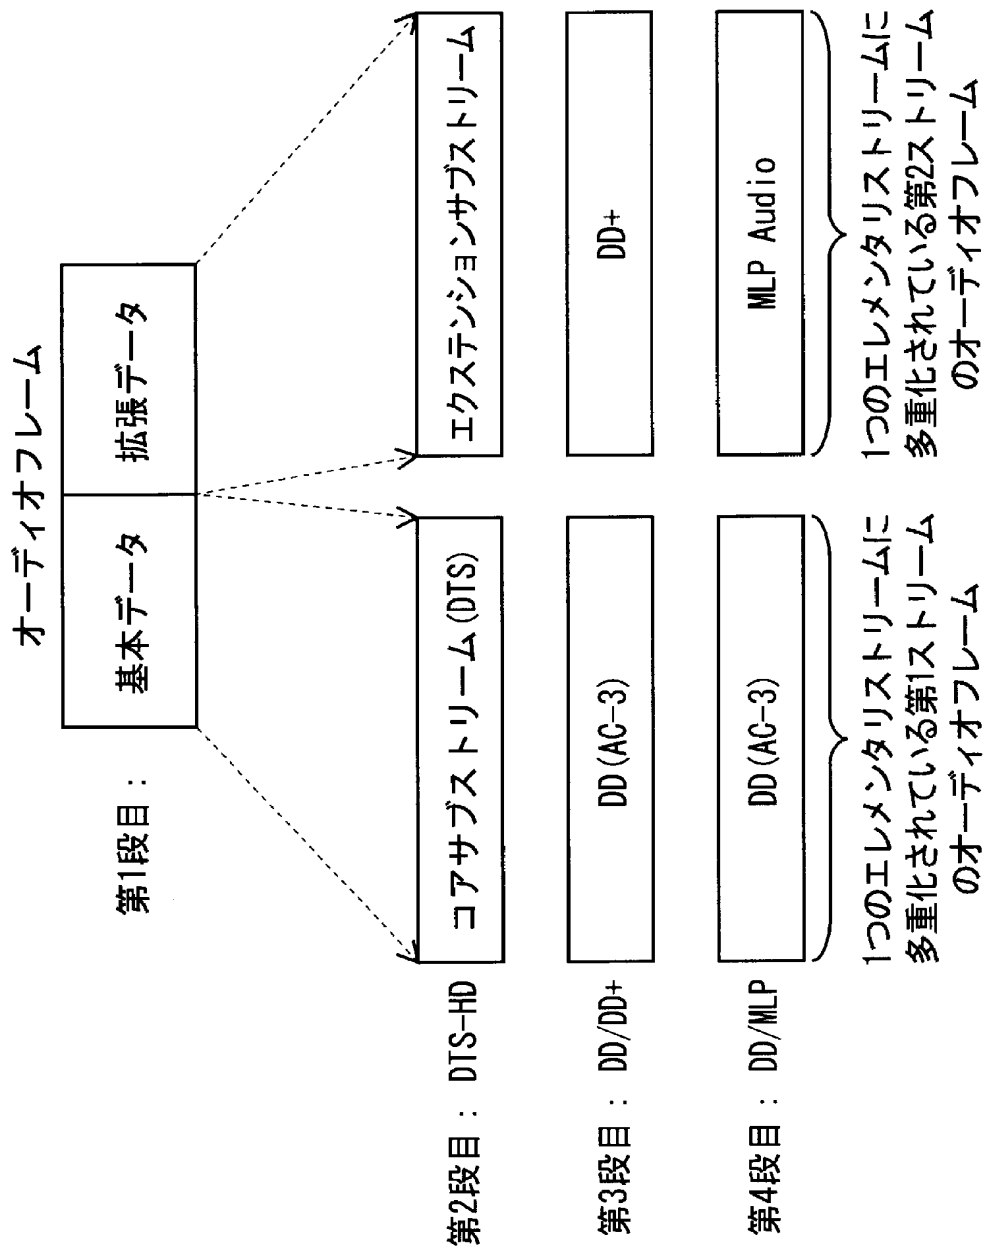 オーディオフレーム
第1段目：
基本データ
拡張データ
第2段目： DTS-HD
コアサブストリーム(DTS)
エクステンションサブストリーム
第3段目： DD/DD+
DD(AC-3)
DD+
第4段目： DD/MLP
DD(AC-3)
MLP Audio
1つのエレメンタリストリームに
多重化されている第1ストリーム
のオーディオフレーム
1つのエレメンタリストリームに
多重化されている第2ストリーム
のオーディオフレーム